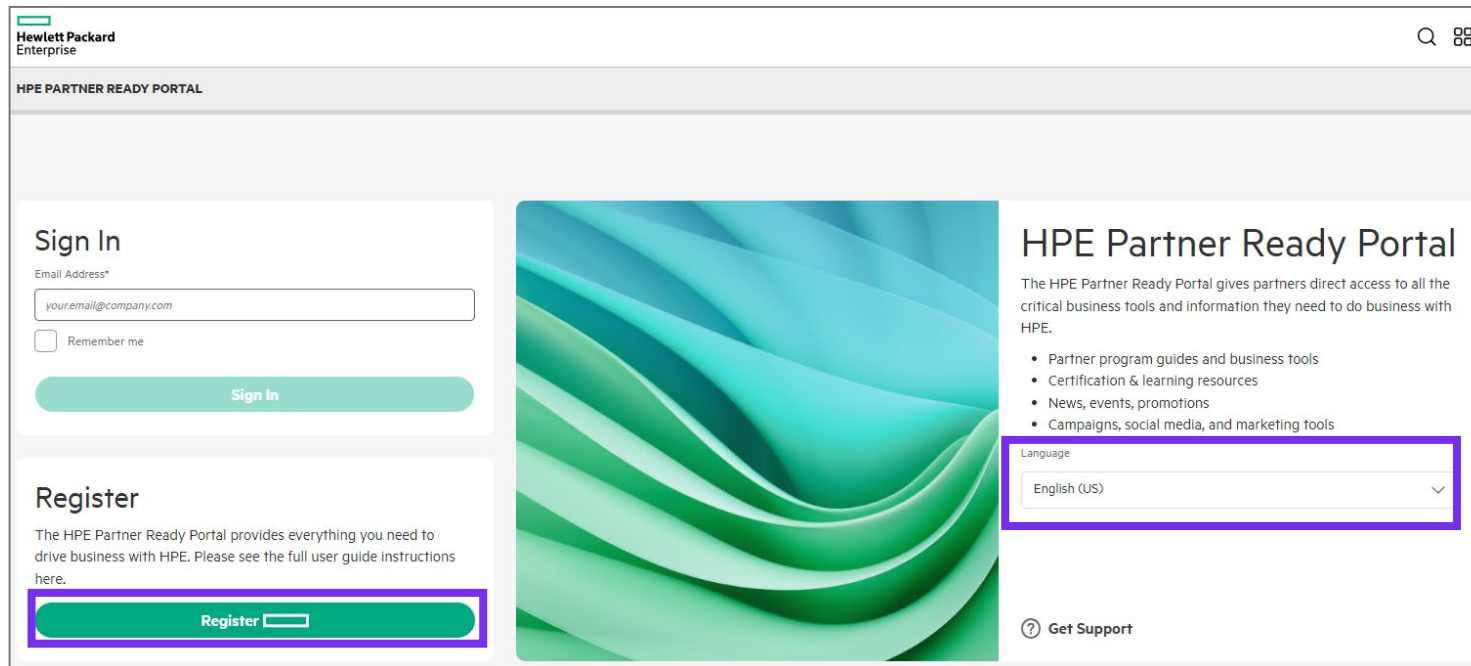 Hewlett Packard
Enterprise
HPE PARTNER READY PORTAL
Sign In
Email Address*
your.email@company.com
Remember me
Sign In
Register
The HPE Partner Ready Portal provides everything you need to
drive business with HPE. Please see the full user guide instructions
here.
Register
HPE Partner Ready Portal
The HPE Partner Ready Portal gives partners direct access to all the
critical business tools and information they need to do business with
HPE.
• Partner program guides and business tools
• Certification & learning resources
• News, events, promotions
• Campaigns, social media, and marketing tools
Language
English (US)
? Get Support